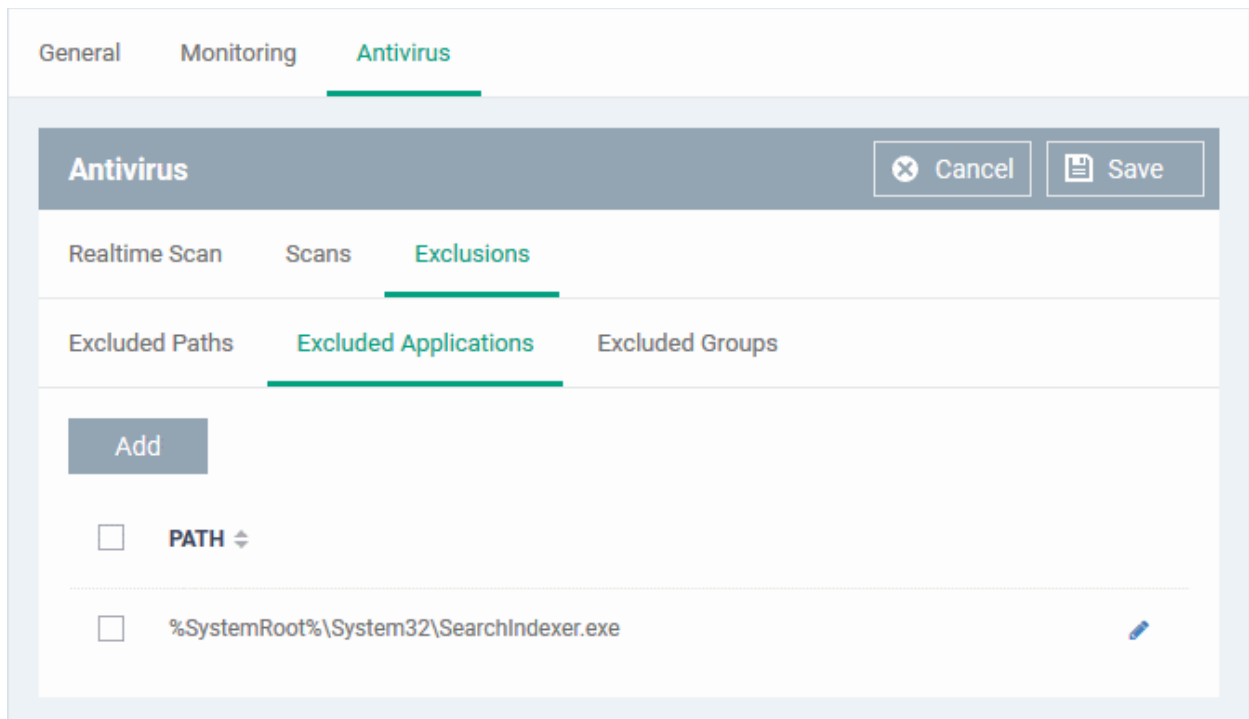 General Monitoring Antivirus
Antivirus Cancel Save
Realtime Scan Scans Exclusions
Excluded Paths Excluded Applications Excluded Groups
Add
PATH
%SystemRoot%\System32\SearchIndexer.exe